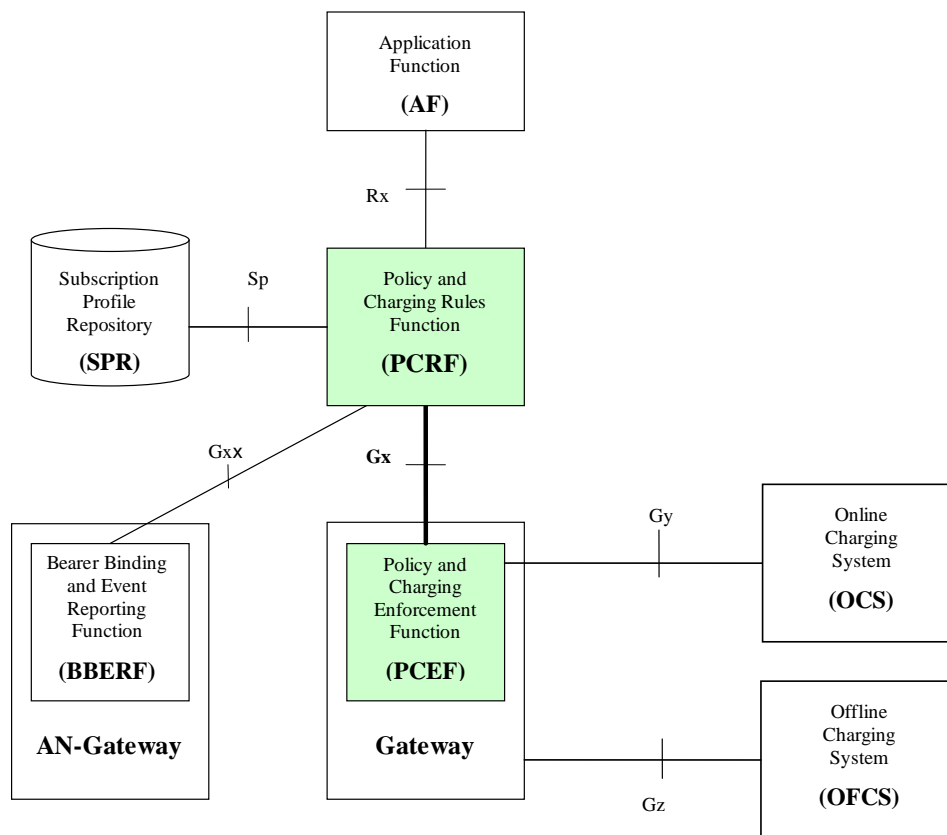 Application
Function
(AF)
Rx
Subscription
Profile
Repository
(SPR)
Sp
Policy and
Charging Rules
Function
(PCRF)
Gxx
Gx
Bearer Binding
and Event
Reporting
Function
(BBERF)
AN-Gateway
Policy and
Charging
Enforcement
Function
(PCEF)
Gateway
Gy
Online
Charging
System
(OCS)
Gz
Offline
Charging
System
(OFCS)